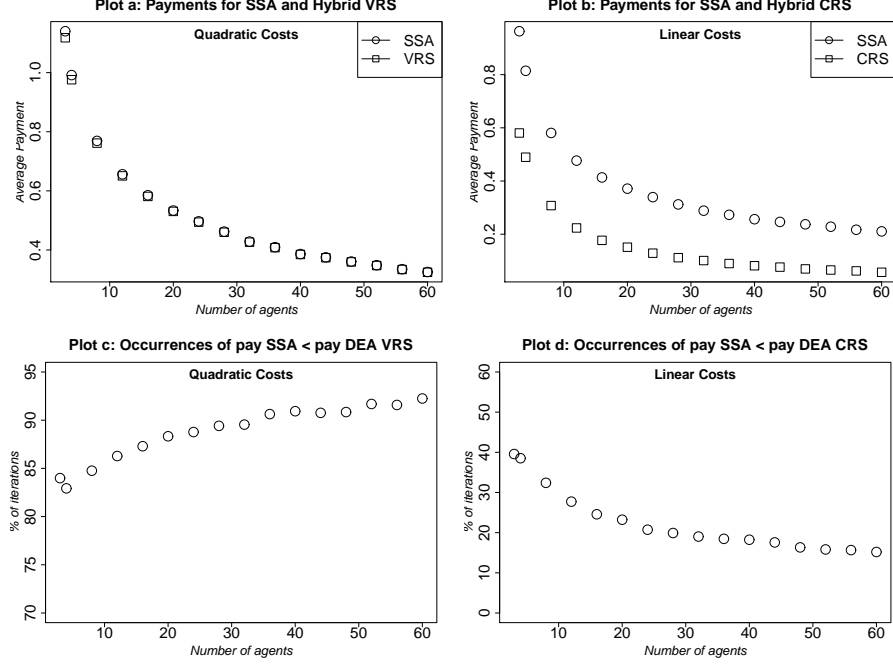 Plot a: Payments for SSA and Hybrid VRS
Quadratic Costs
SSA
VRS
Average Payment
0.4
0.6
0.8
1.0
10
20
30
40
50
60
Number of agents
Plot b: Payments for SSA and Hybrid CRS
Linear Costs
SSA
CRS
Average Payment
0.2
0.4
0.6
0.8
10
20
30
40
50
60
Number of agents
Plot c: Occurrences of pay SSA < pay DEA VRS
Quadratic Costs
% of iterations
70
75
80
85
90
95
10
20
30
40
50
60
Number of agents
Plot d: Occurrences of pay SSA < pay DEA CRS
Linear Costs
% of iterations
0
10
20
30
40
50
60
10
20
30
40
50
60
Number of agents